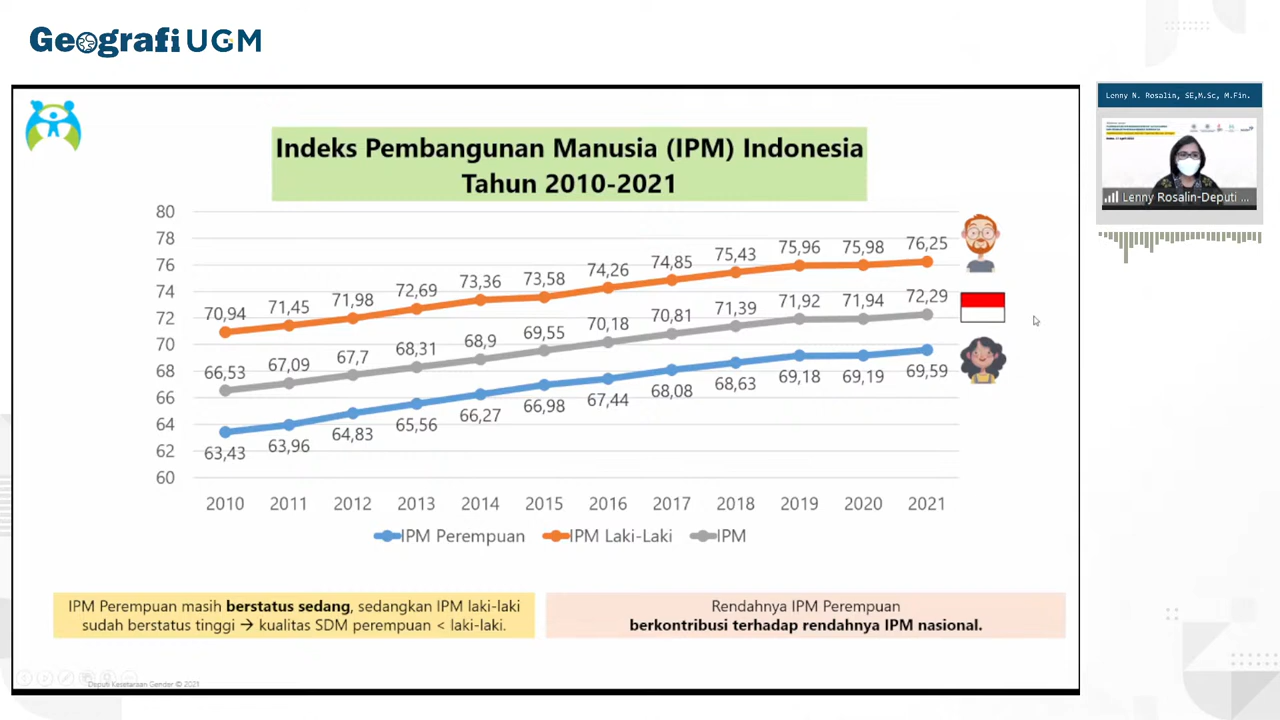 Geografi UGM
Lenny N. Rosalin, SE,M.Sc, M.Fin.
Lenny Rosalin-Deputi ...
Indeks Pembangunan Manusia (IPM) Indonesia
Tahun 2010-2021
80
78
76
74
72
70
68
66
64
62
60
70,94 71,45 71,98 72,69 73,36 73,58 74,26 74,85 75,43 75,96 75,98 76,25
66,53 67,09 67,7 68,31 68,9 69,55 70,18 70,81 71,39 71,92 71,94 72,29
63,43 63,96 64,83 65,56 66,27 66,98 67,44 68,08 68,63 69,18 69,19 69,59
2010 2011 2012 2013 2014 2015 2016 2017 2018 2019 2020 2021
IPM Perempuan IPM Laki-Laki IPM
IPM Perempuan masih berstatus sedang, sedangkan IPM laki-laki
sudah berstatus tinggi → kualitas SDM perempuan < laki-laki.
Rendahnya IPM Perempuan
berkontribusi terhadap rendahnya IPM nasional.
Deputi Kesetaraan Gender © 2023